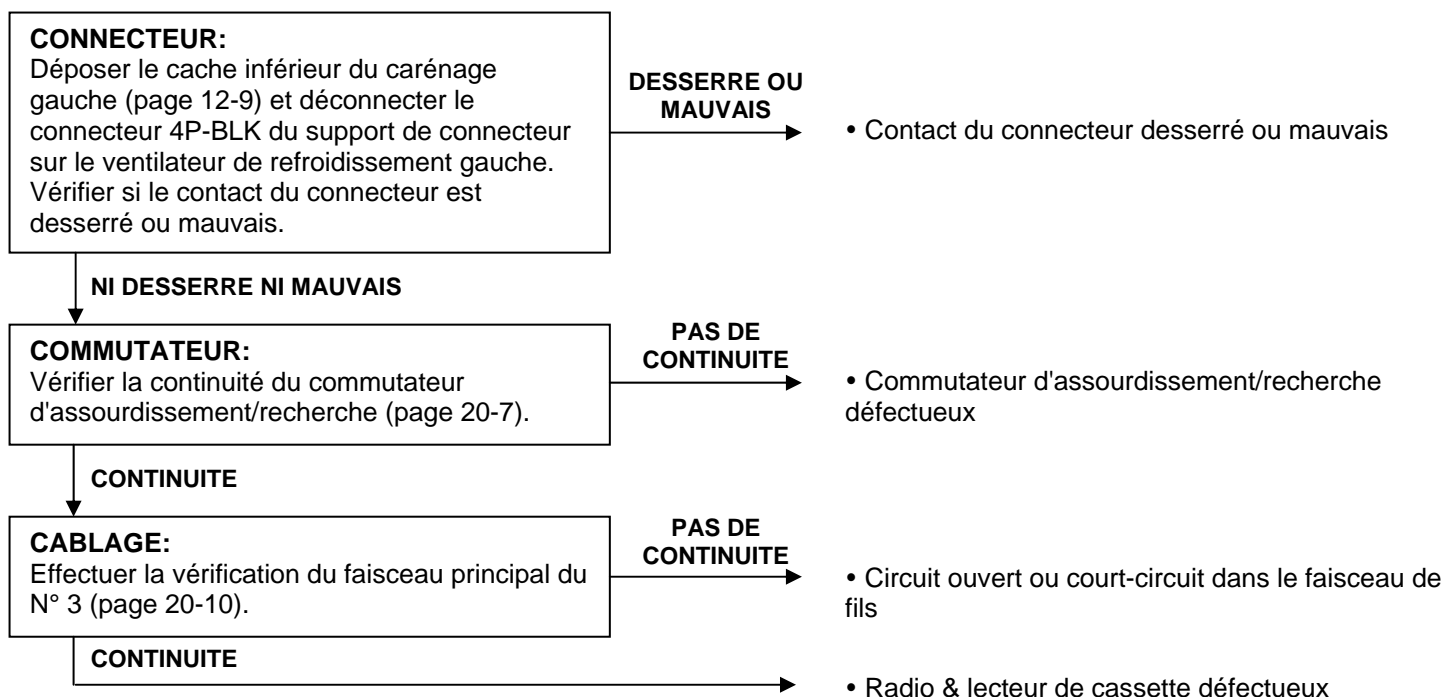 CONNECTEUR:
Déposer le cache inférieur du carénage
gauche (page 12-9) et déconnecter le
connecteur 4P-BLK du support de connecteur
sur le ventilateur de refroidissement gauche.
Vérifier si le contact du connecteur est
desserré ou mauvais.
DESSERRE OU
MAUVAIS
• Contact du connecteur desserré ou mauvais
NI DESSERRE NI MAUVAIS
COMMUTATEUR:
Vérifier la continuité du commutateur
d'assourdissement/recherche (page 20-7).
PAS DE
CONTINUITE
• Commutateur d'assourdissement/recherche
défectueux
CONTINUITE
CABLAGE:
Effectuer la vérification du faisceau principal du
N° 3 (page 20-10).
PAS DE
CONTINUITE
• Circuit ouvert ou court-circuit dans le faisceau de
fils
CONTINUITE
• Radio & lecteur de cassette défectueux